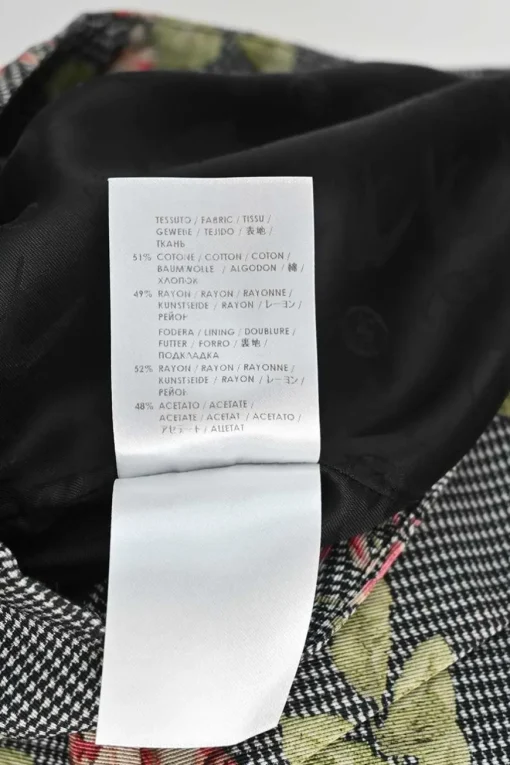 TESSUTO / FABRIC / TISSU /
GEWEBE / TEJIDO / 表地 /
ТКАНЬ
51% COTONE / COTTON / COTON /
BAUMWOLLE / ALGODON / 綿 /
ХЛОПОК
49% RAYON / RAYON / RAYONNE /
KUNSTSEIDE / RAYON / レーヨン /
РЕЙОН
FODERA / LINING / DOUBLURE /
FUTTER / FORRO / 裏地 /
ПОДКЛАДКА
52% RAYON / RAYON / RAYONNE /
KUNSTSEIDE / RAYON / レーヨン /
РЕЙОН
48% ACETATO / ACETATE /
ACETATE / ACETAT / ACETATO /
アセテート / АЦЕТАТ